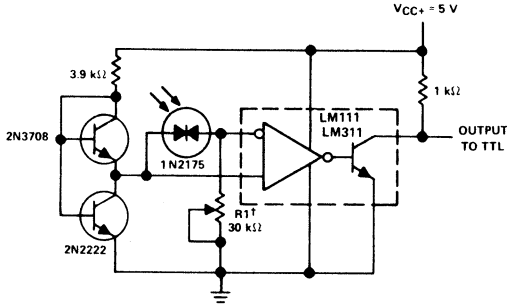 VCC+ = 5 V
3.9 kΩ
1 kΩ
LM111
LM311
2N3708
1N2175
OUTPUT
TO TTL
R1†
30 kΩ
2N2222